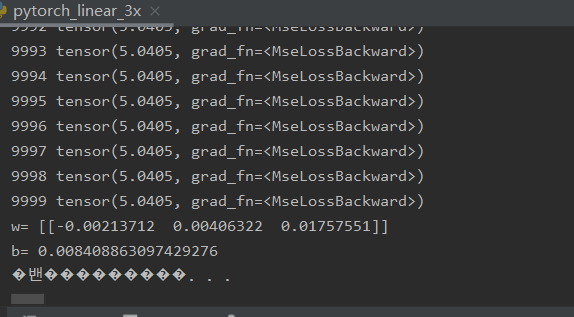 pytorch_linear_3x
9992 tensor(5.0405, grad_fn=<MseLossBackward>)
9993 tensor(5.0405, grad_fn=<MseLossBackward>)
9994 tensor(5.0405, grad_fn=<MseLossBackward>)
9995 tensor(5.0405, grad_fn=<MseLossBackward>)
9996 tensor(5.0405, grad_fn=<MseLossBackward>)
9997 tensor(5.0405, grad_fn=<MseLossBackward>)
9998 tensor(5.0405, grad_fn=<MseLossBackward>)
9999 tensor(5.0405, grad_fn=<MseLossBackward>)
w= [[-0.00213712  0.00406322  0.01757551]]
b= 0.008408863097429276
�밴���������. . .